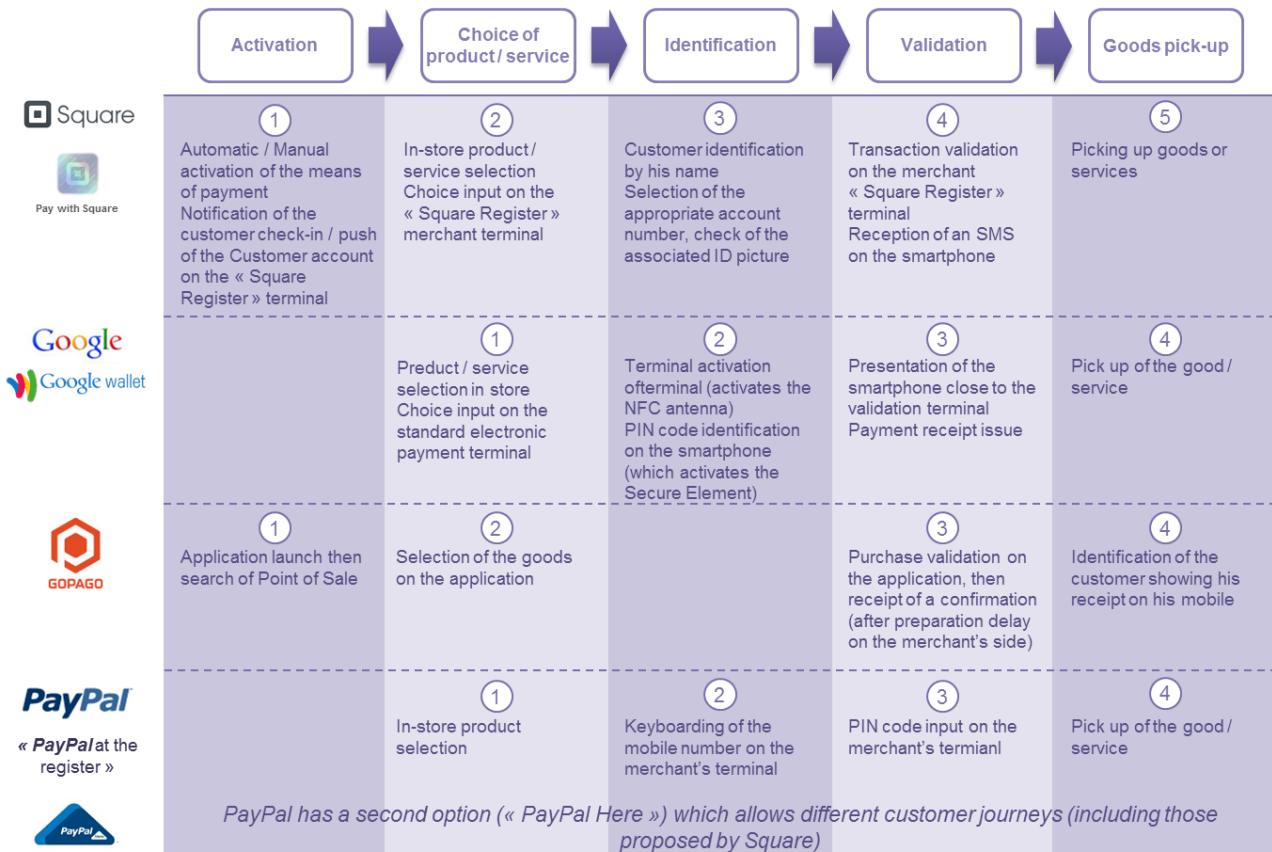 Activation
Choice of
product / service
Identification
Validation
Goods pick-up
Square
Pay with Square
1
Automatic / Manual
activation of the means
of payment
Notification of the
customer check-in / push
of the Customer account
on the « Square
Register » terminal
2
In-store product /
service selection
Choice input on the
« Square Register »
merchant terminal
3
Customer identification
by his name
Selection of the
appropriate account
number, check of the
associated ID picture
4
Transaction validation
on the merchant
« Square Register »
terminal
Reception of an SMS
on the smartphone
5
Picking up goods or
services
Google
Google wallet
1
Product / service
selection in store
Choice input on the
standard electronic
payment terminal
2
Terminal activation
ofterminal (activates the
NFC antenna)
PIN code identification
on the smartphone
(which activates the
Secure Element)
3
Presentation of the
smartphone close to the
validation terminal
Payment receipt issue
4
Pick up of the good /
service
GOPAGO
1
Application launch then
search of Point of Sale
2
Selection of the goods
on the application
3
Purchase validation on
the application, then
receipt of a confirmation
(after preparation delay
on the merchant's side)
4
Identification of the
customer showing his
receipt on his mobile
PayPal
« PayPal at the
register »
1
In-store product
selection
2
Keyboarding of the
mobile number on the
merchant's terminal
3
PIN code input on the
merchant's termianl
4
Pick up of the good /
service
PayPal
PayPal has a second option (« PayPal Here ») which allows different customer journeys (including those
proposed by Square)